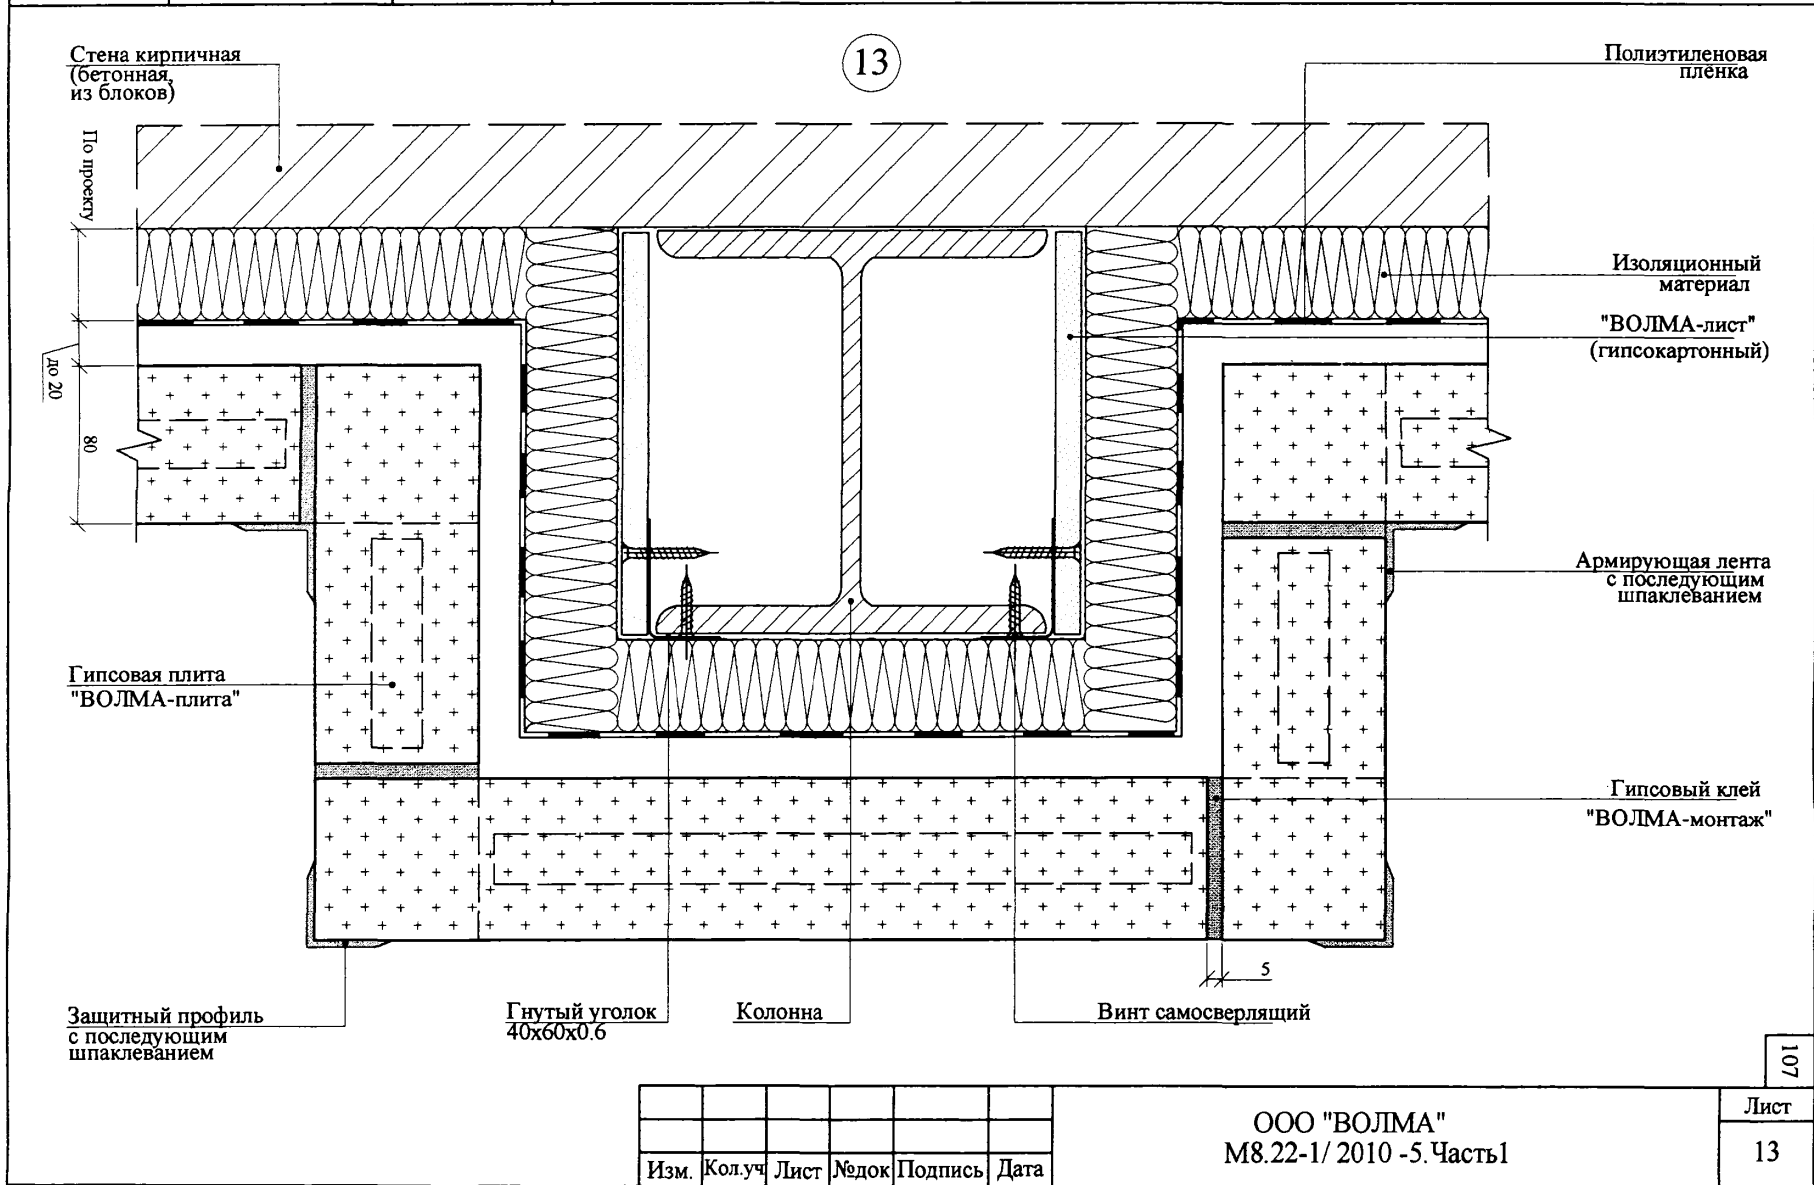 13
Стена кирпичная
(бетонная,
из блоков)
Полиэтиленовая
плёнка
По проекту
Изоляционный
материал
"ВОЛМА-лист"
(гипсокартонный)
до 20
80
Армирующая лента
с последующим
шпаклеванием
Гипсовая плита
"ВОЛМА-плита"
Гипсовый клей
"ВОЛМА-монтаж"
5
Защитный профиль
с последующим
шпаклеванием
Гнутый уголок
40х60х0.6
Колонна
Винт самосверлящий
107
ООО "ВОЛМА"
М8.22-1/ 2010 -5.Часть1
Лист
13
Изм. Кол.уч Лист №док Подпись Дата